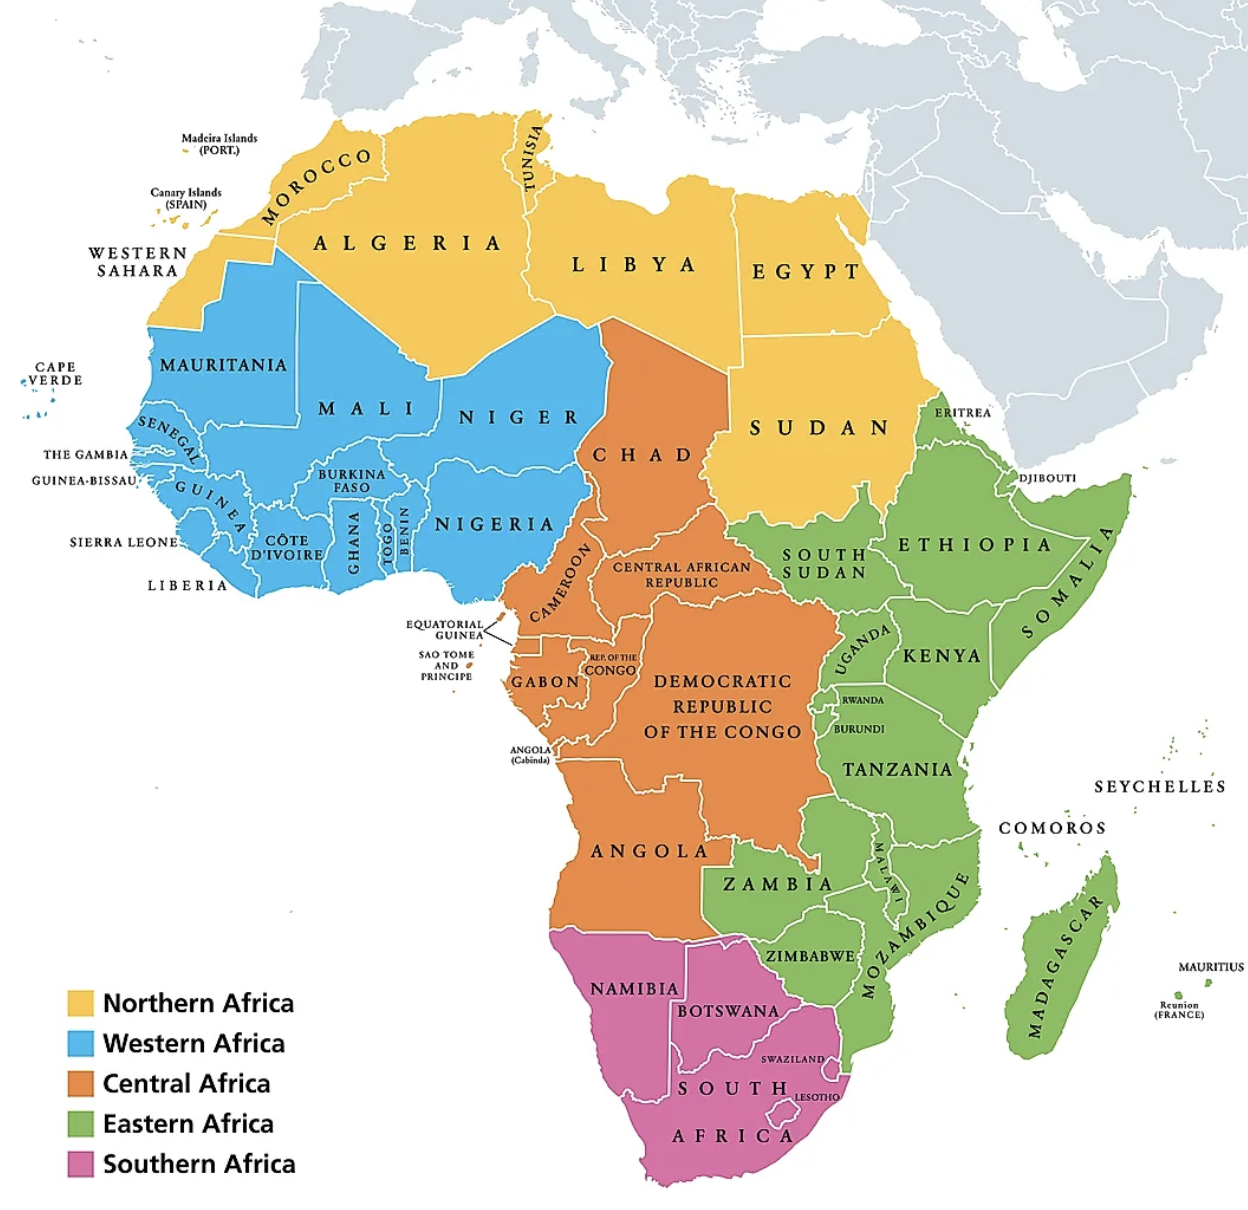 Madeira Islands
(PORT.)
Canary Islands
(SPAIN)
MOROCCO
TUNISIA
ALGERIA
LIBYA
EGYPT
WESTERN
SAHARA
MAURITANIA
CAPE
VERDE
MALI
NIGER
CHAD
SUDAN
ERITREA
SENEGAL
THE GAMBIA
GUINEA-BISSAU
GUINEA
BURKINA
FASO
DJIBOUTI
SIERRA LEONE
CÔTE
D'IVOIRE
GHANA
TOGO
BENIN
NIGERIA
LIBERIA
CAMEROON
CENTRAL AFRICAN
REPUBLIC
SOUTH
SUDAN
ETHIOPIA
SOMALIA
EQUATORIAL
GUINEA
SAO TOME
AND
PRINCIPE
GABON
REP. OF THE
CONGO
DEMOCRATIC
REPUBLIC
OF THE CONGO
UGANDA
KENYA
RWANDA
BURUNDI
TANZANIA
ANGOLA
(Cabinda)
SEYCHELLES
COMOROS
ANGOLA
ZAMBIA
MALAWI
MOZAMBIQUE
ZIMBABWE
MADAGASCAR
MAURITIUS
Reunion
(FRANCE)
NAMIBIA
BOTSWANA
SWAZILAND
LESOTHO
SOUTH
AFRICA
Northern Africa
Western Africa
Central Africa
Eastern Africa
Southern Africa